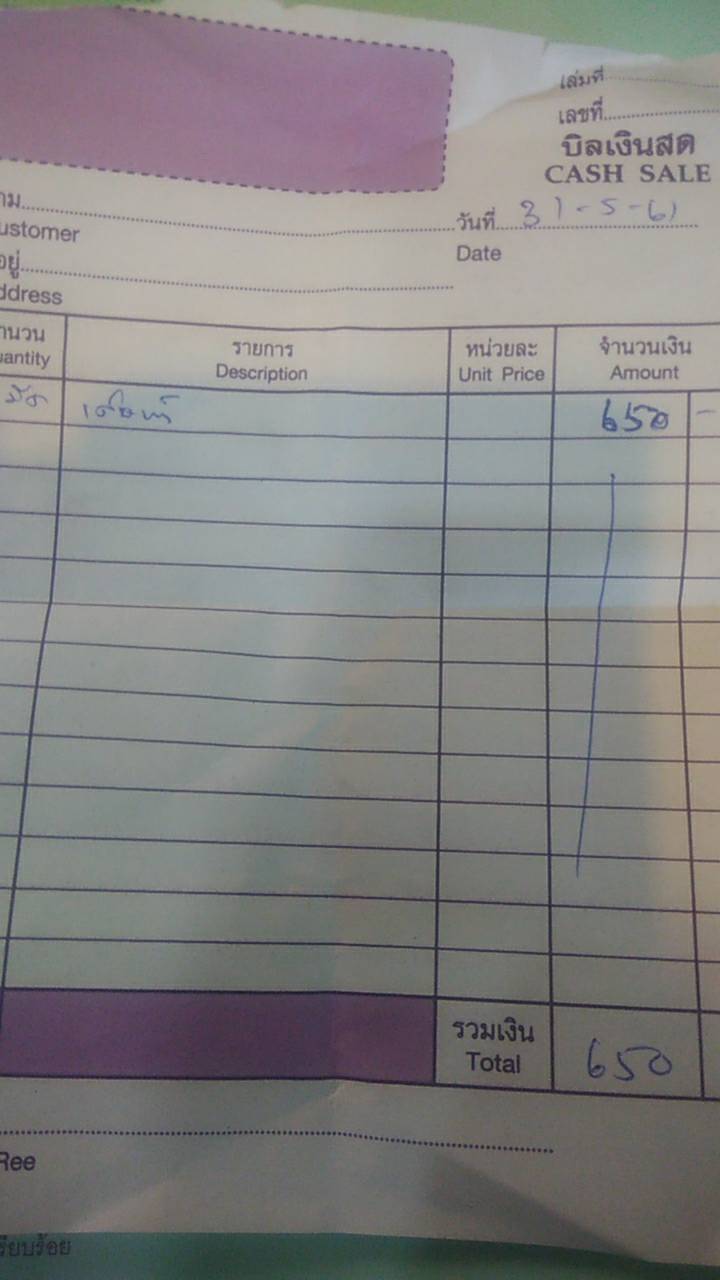 เล่มที่
เลขที่
บิลเงินสด
CASH SALE
าม
ustomer
วันที่ 31-5-61
Date
อยู่
ddress
านวน
uantity
รายการ
Description
หน่วยละ
Unit Price
จำนวนเงิน
Amount
650 -
รวมเงิน
Total
650
Ree
รียบร้อย